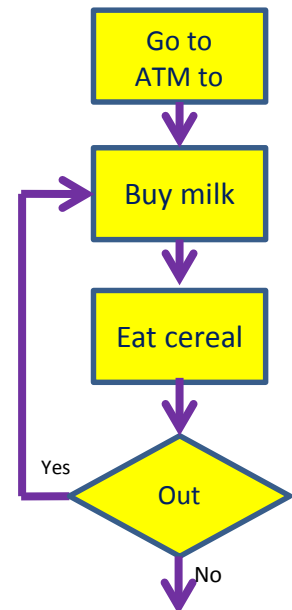 Go to
ATM to
Buy milk
Eat cereal
Yes
Out
No